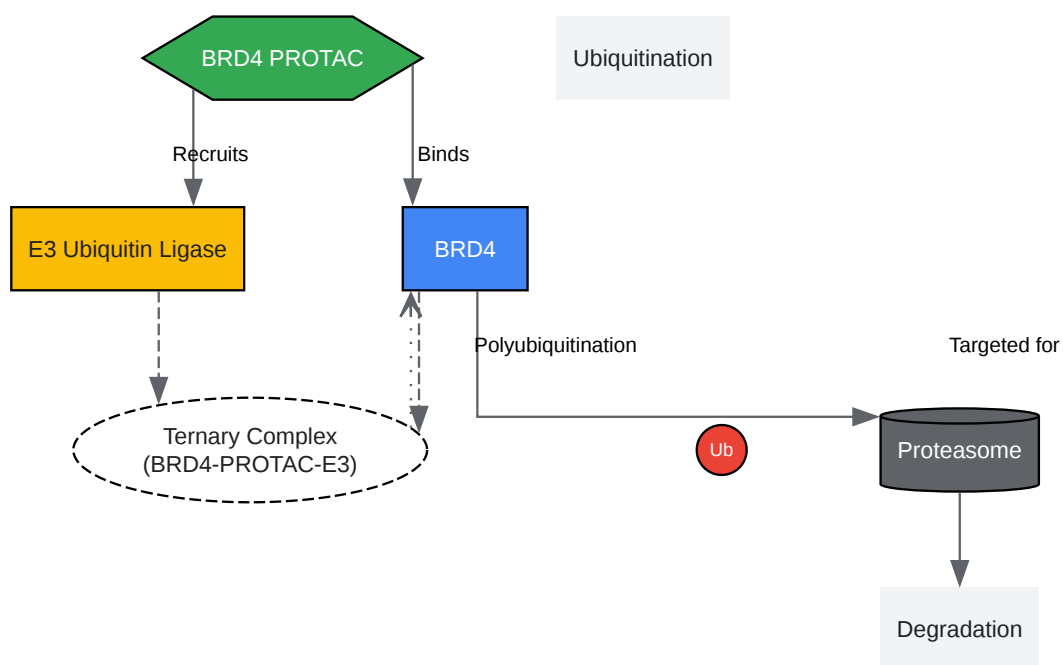 BRD4 PROTAC
Ubiquitination
Recruits
Binds
E3 Ubiquitin Ligase
BRD4
Polyubiquitination
Targeted for
Ternary Complex
(BRD4-PROTAC-E3)
Ub
Proteasome
Degradation